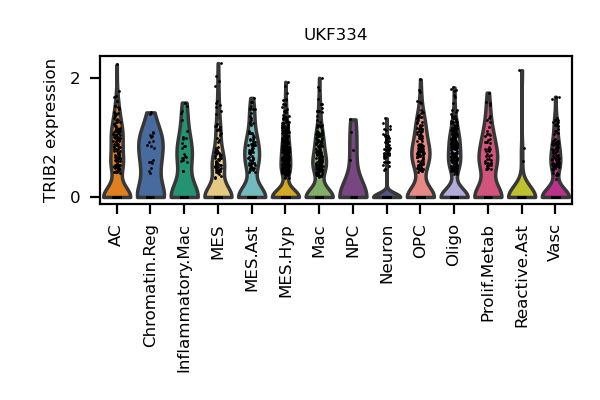 UKF334
TRIB2 expression
2
0
AC
Chromatin.Reg
Inflammatory.Mac
MES
MES.Ast
MES.Hyp
Mac
NPC
Neuron
OPC
Oligo
Prolif.Metab
Reactive.Ast
Vasc